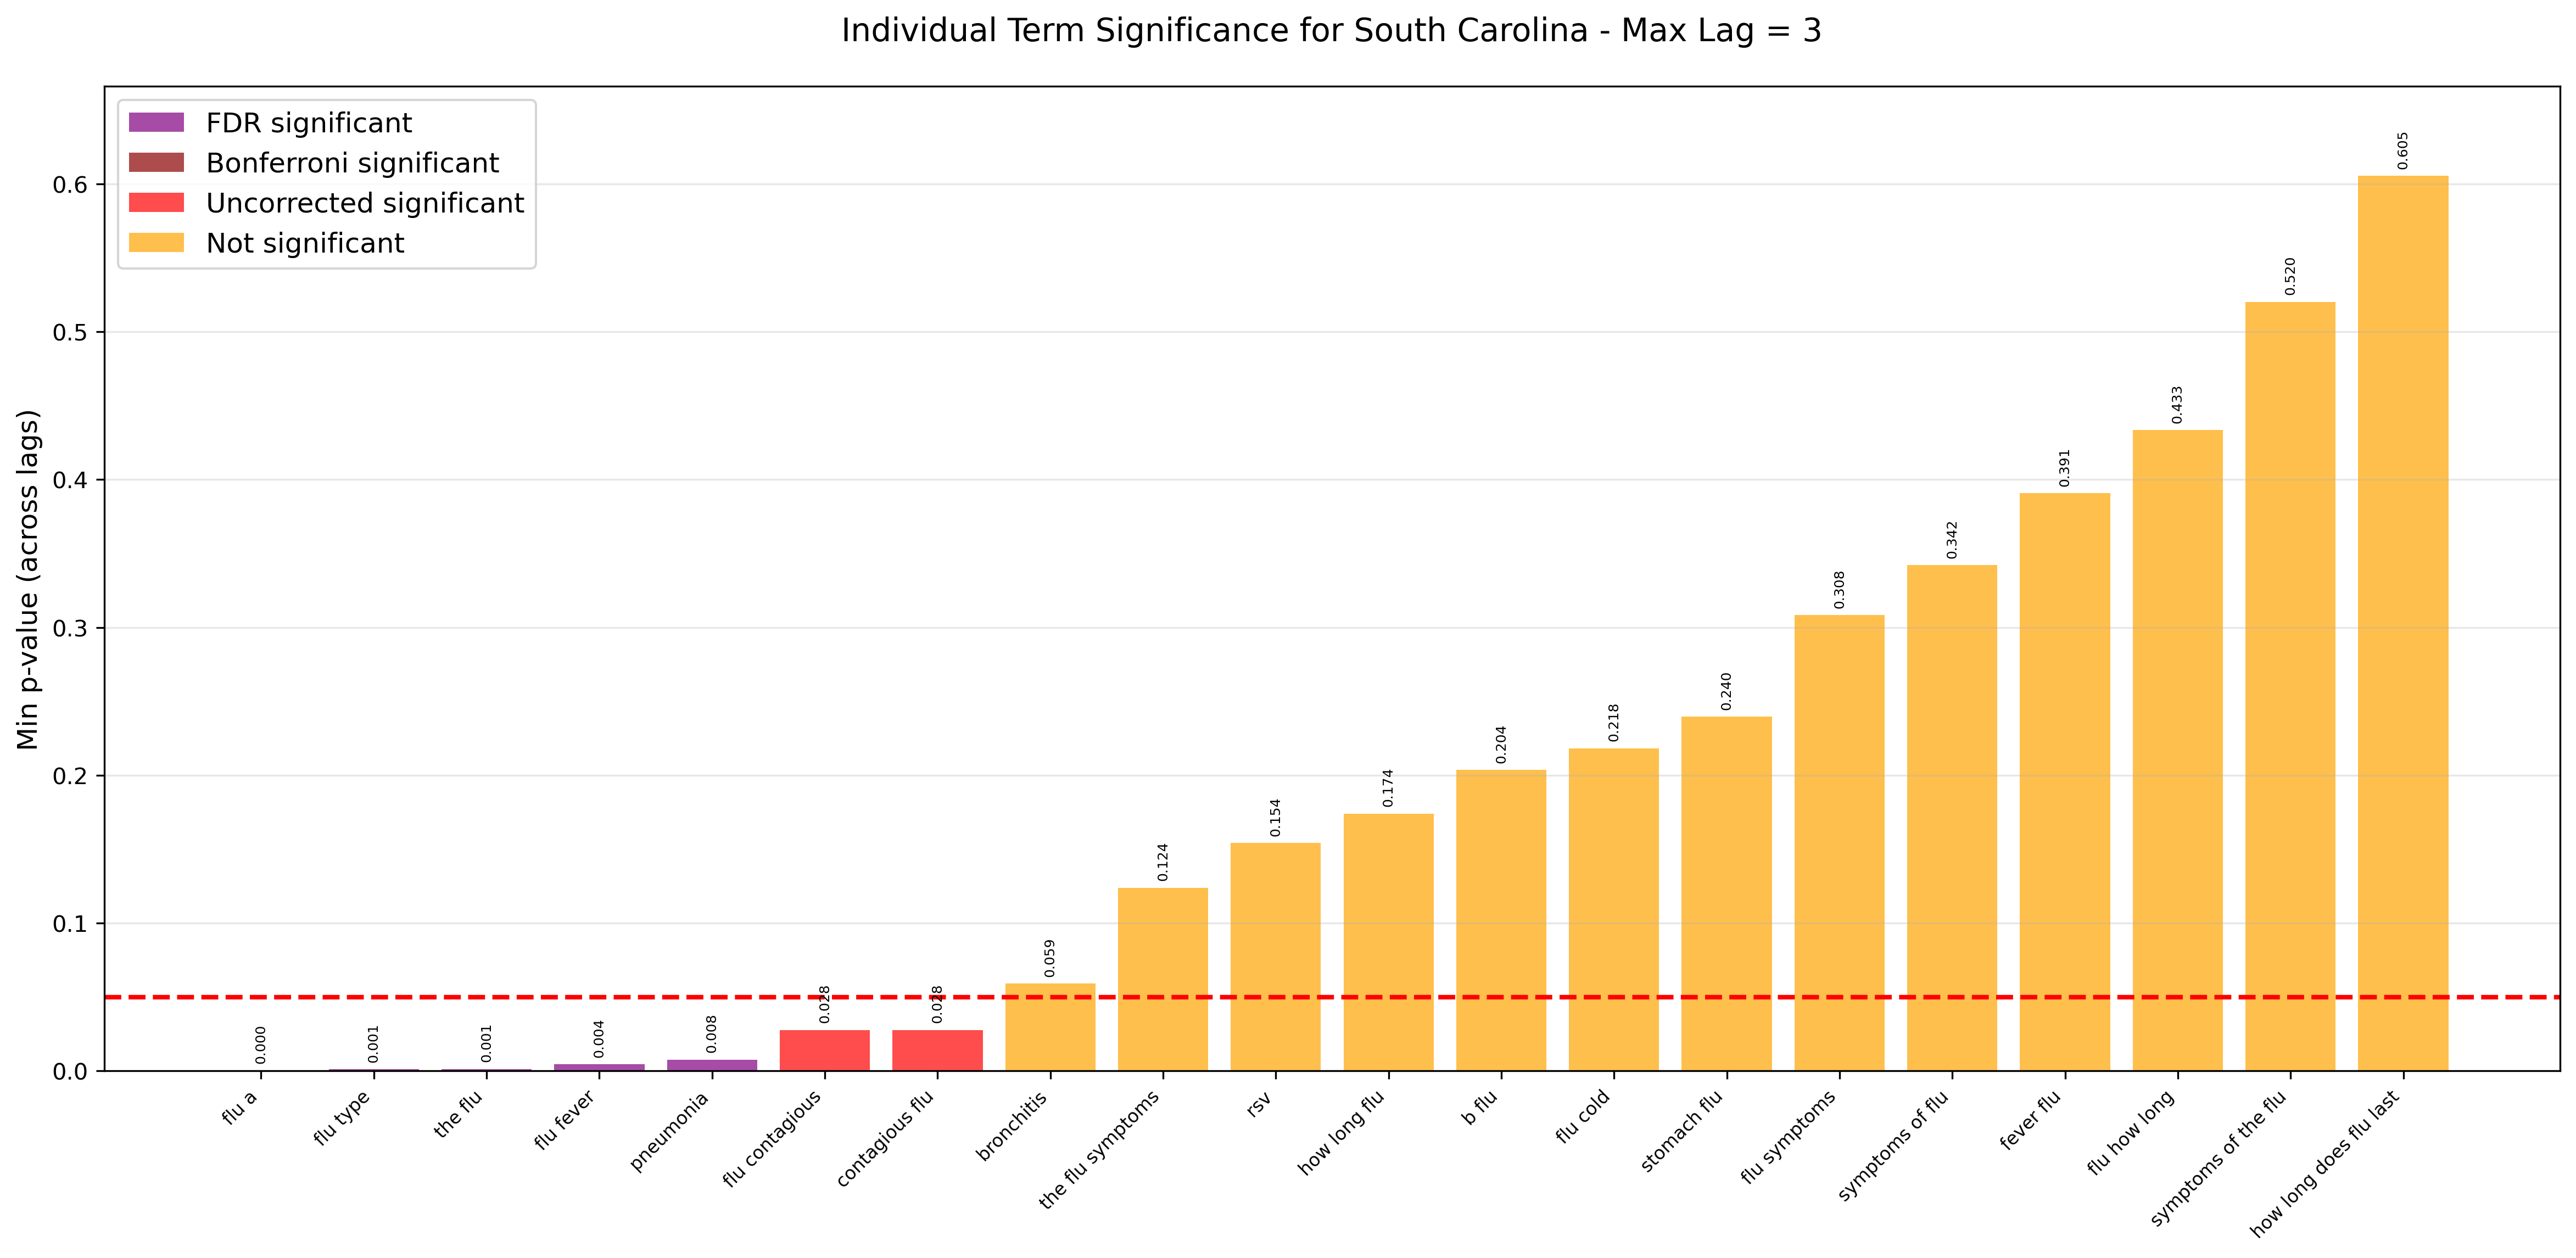 Individual Term Significance for South Carolina - Max Lag = 3
FDR significant
Bonferroni significant
Uncorrected significant
Not significant
Min p-value (across lags)
0.6
0.5
0.4
0.3
0.2
0.1
0.0
0.000
0.001
0.001
0.004
0.008
0.028
0.028
0.059
0.124
0.154
0.174
0.204
0.218
0.240
0.308
0.342
0.391
0.433
0.520
0.605
flu a
flu type
the flu
flu fever
pneumonia
flu contagious
contagious flu
bronchitis
the flu symptoms
rsv
how long flu
b flu
flu cold
stomach flu
flu symptoms
symptoms of flu
fever flu
flu how long
symptoms of the flu
how long does flu last